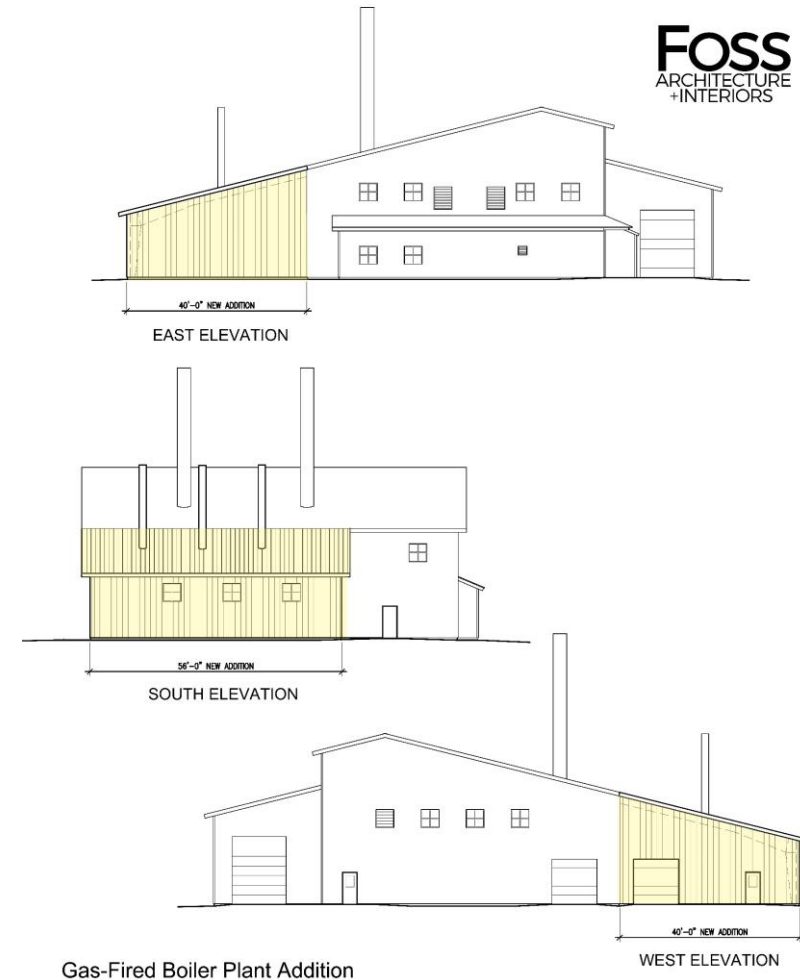 FOSS
ARCHITECTURE
+INTERIORS
40'-0" NEW ADDITION
EAST ELEVATION
56'-0" NEW ADDITION
SOUTH ELEVATION
40'-0" NEW ADDITION
WEST ELEVATION
Gas-Fired Boiler Plant Addition